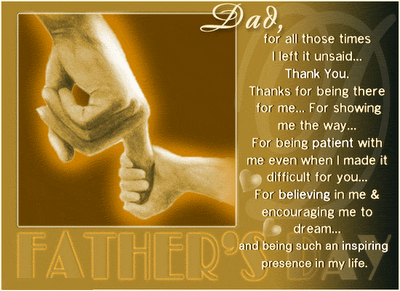 Dad,
for all those times
I left it unsaid...
Thank You.
Thanks for being there
for me... For showing
me the way...
For being patient with
me even when I made it
difficult for you...
For believing in me &
encouraging me to
dream...
and being such an inspiring
presence in my life.
FATHER'S DAY